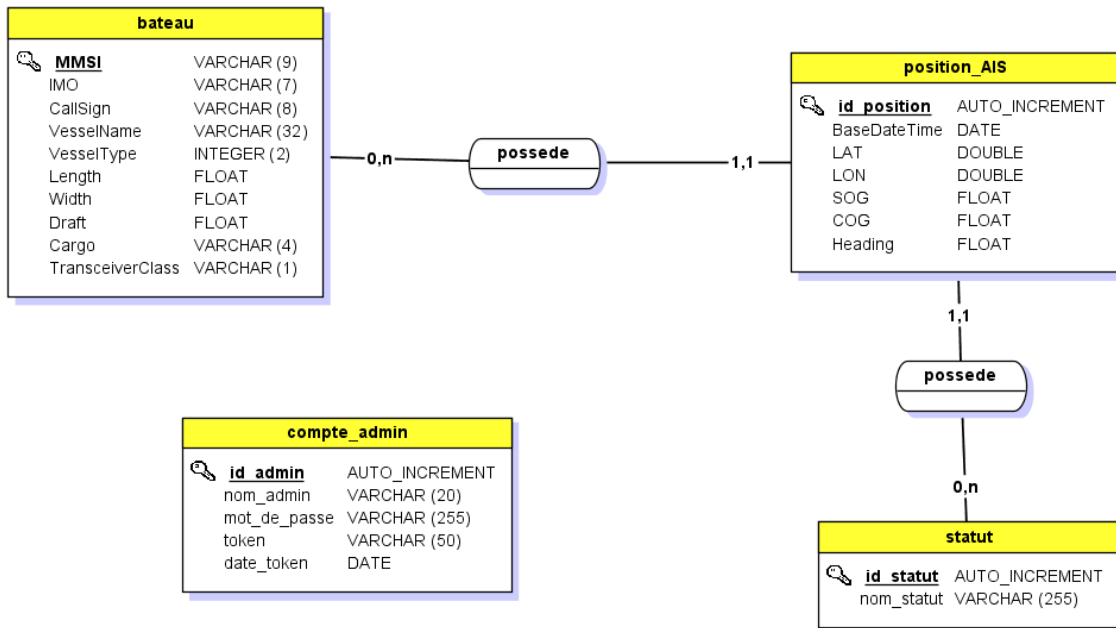 bateau
MMSI VARCHAR (9)
IMO VARCHAR (7)
CallSign VARCHAR (8)
VesselName VARCHAR (32)
VesselType INTEGER (2)
Length FLOAT
Width FLOAT
Draft FLOAT
Cargo VARCHAR (4)
TransceiverClass VARCHAR (1)
0,n
possede
1,1
position_AIS
id_position AUTO_INCREMENT
BaseDateTime DATE
LAT DOUBLE
LON DOUBLE
SOG FLOAT
COG FLOAT
Heading FLOAT
1,1
possede
0,n
compte_admin
id_admin AUTO_INCREMENT
nom_admin VARCHAR (20)
mot_de_passe VARCHAR (255)
token VARCHAR (50)
date_token DATE
statut
id_statut AUTO_INCREMENT
nom_statut VARCHAR (255)